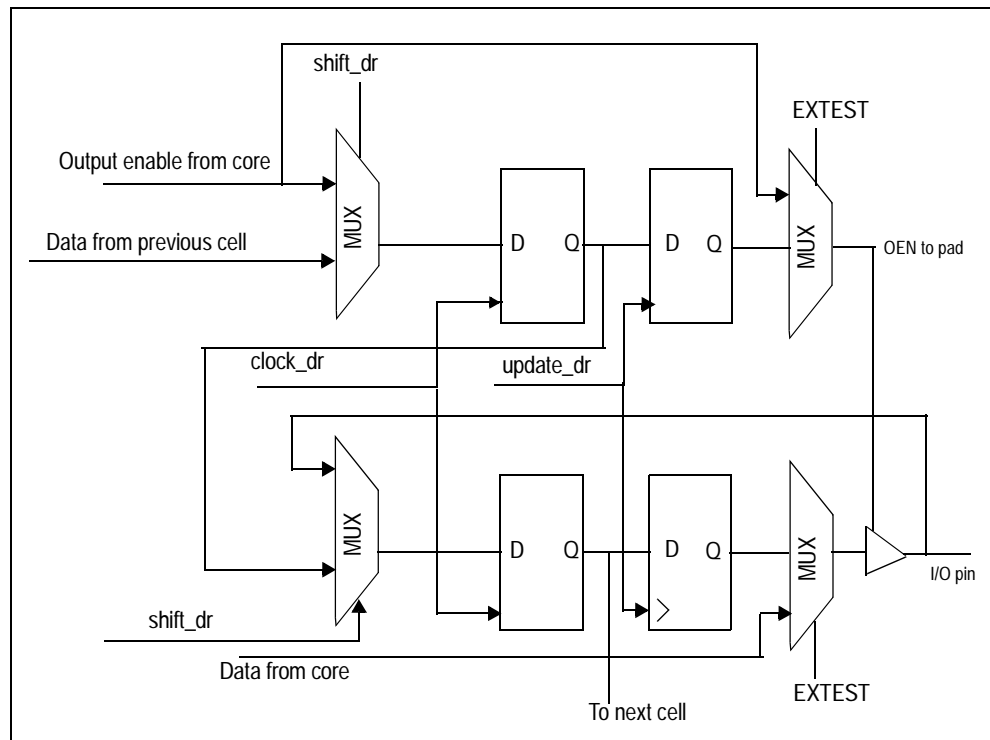 shift_dr
EXTEST
Output enable from core
MUX
MUX
Data from previous cell
D Q
D Q
OEN to pad
clock_dr
update_dr
MUX
D Q
D Q
MUX
I/O pin
shift_dr
Data from core
EXTEST
To next cell